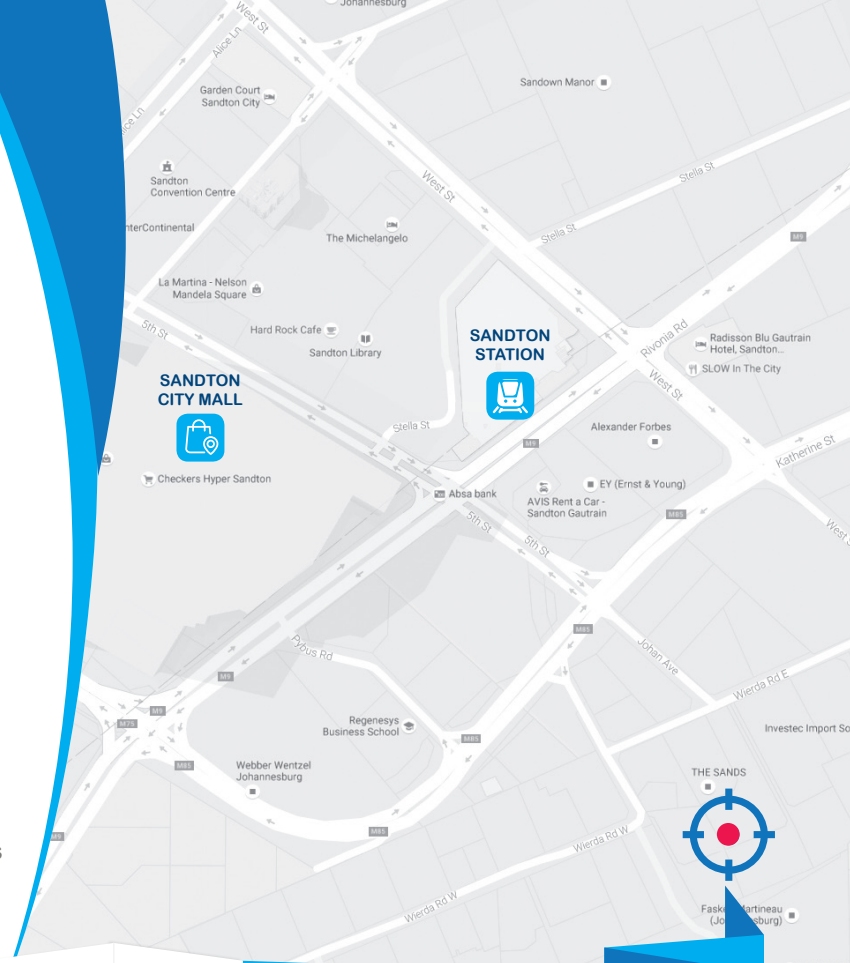 Johannesburg
West St
Alice Ln
Garden Court
Sandton City
Sandown Manor
Sandton
Convention Centre
West St
Stella St
Stella St
The Michelangelo
M9
La Martina - Nelson
Mandela Square
5th St
Hard Rock Cafe
Sandton Library
SANDTON
STATION
Rivonia Rd
Radisson Blu Gautrain
Hotel, Sandton...
SLOW In The City
West St
SANDTON
CITY MALL
Stella St
Alexander Forbes
M9
Katherine St
Checkers Hyper Sandton
Absa bank
EY (Ernst & Young)
AVIS Rent a Car -
Sandton Gautrain
M85
5th St
5th St
M85
Pybus Rd
Johan Ave
M9
Wierda Rd E
M9
M75
Regenesys
Business School
M85
Investec Import
M85
Webber Wentzel
Johannesburg
THE SANDS
M85
M9
Wierda Rd W
Wierda Rd W